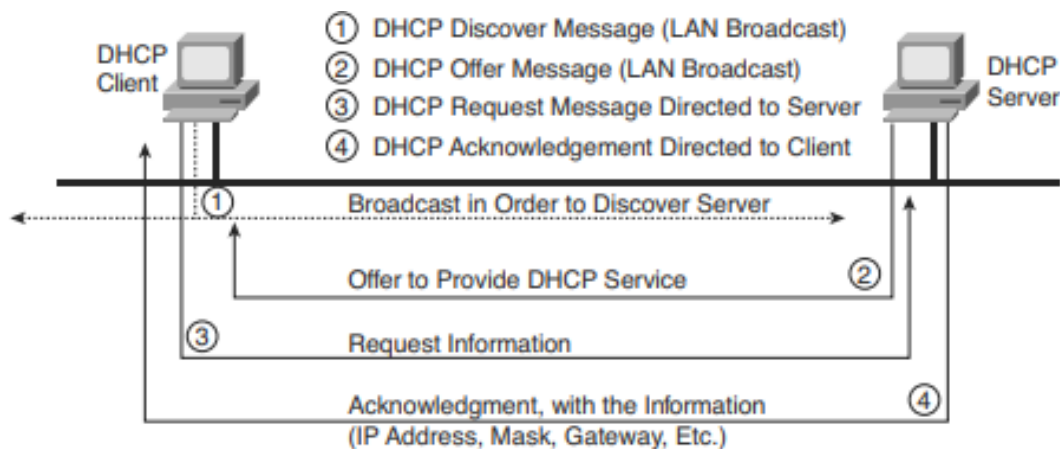 DHCP
Client
① DHCP Discover Message (LAN Broadcast)
② DHCP Offer Message (LAN Broadcast)
③ DHCP Request Message Directed to Server
④ DHCP Acknowledgement Directed to Client
DHCP
Server
① Broadcast in Order to Discover Server
Offer to Provide DHCP Service ②
③ Request Information
Acknowledgment, with the Information ④
(IP Address, Mask, Gateway, Etc.)